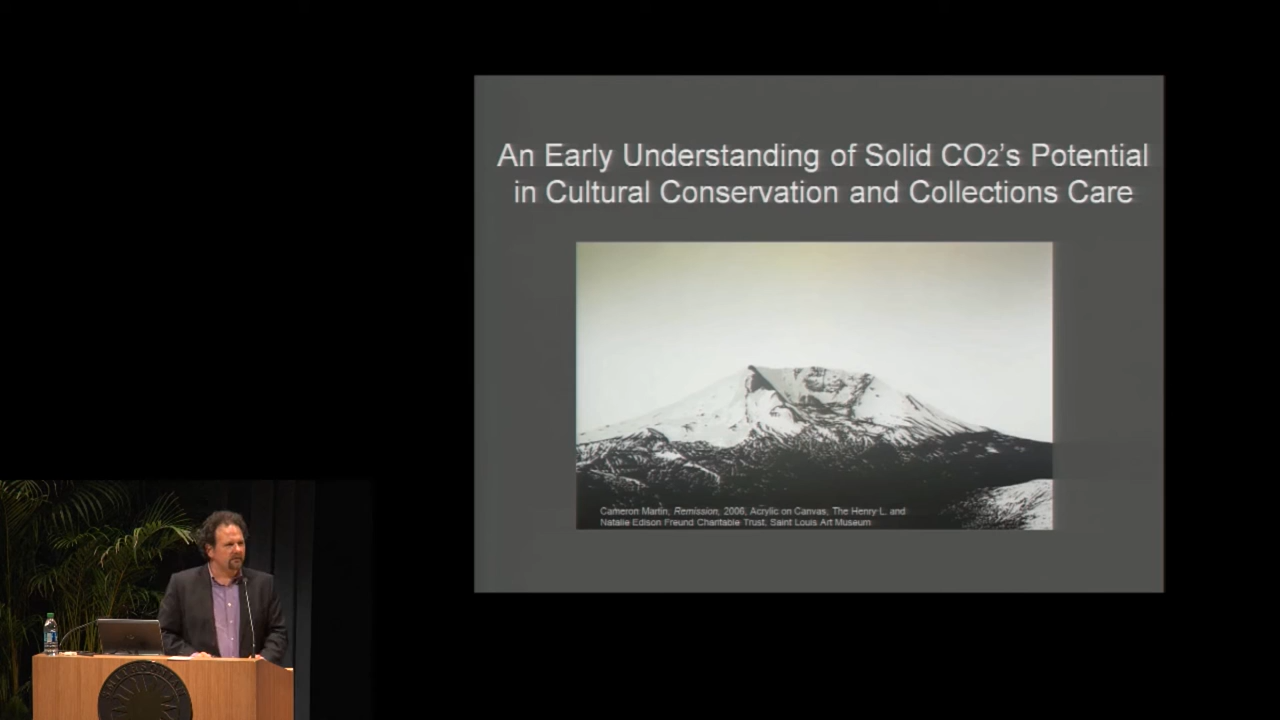 An Early Understanding of Solid CO2's Potential
in Cultural Conservation and Collections Care
Cameron Martin, Remission, 2006, Acrylic on Canvas, The Henry L. and
Natalie Edison Freund Charitable Trust, Saint Louis Art Museum